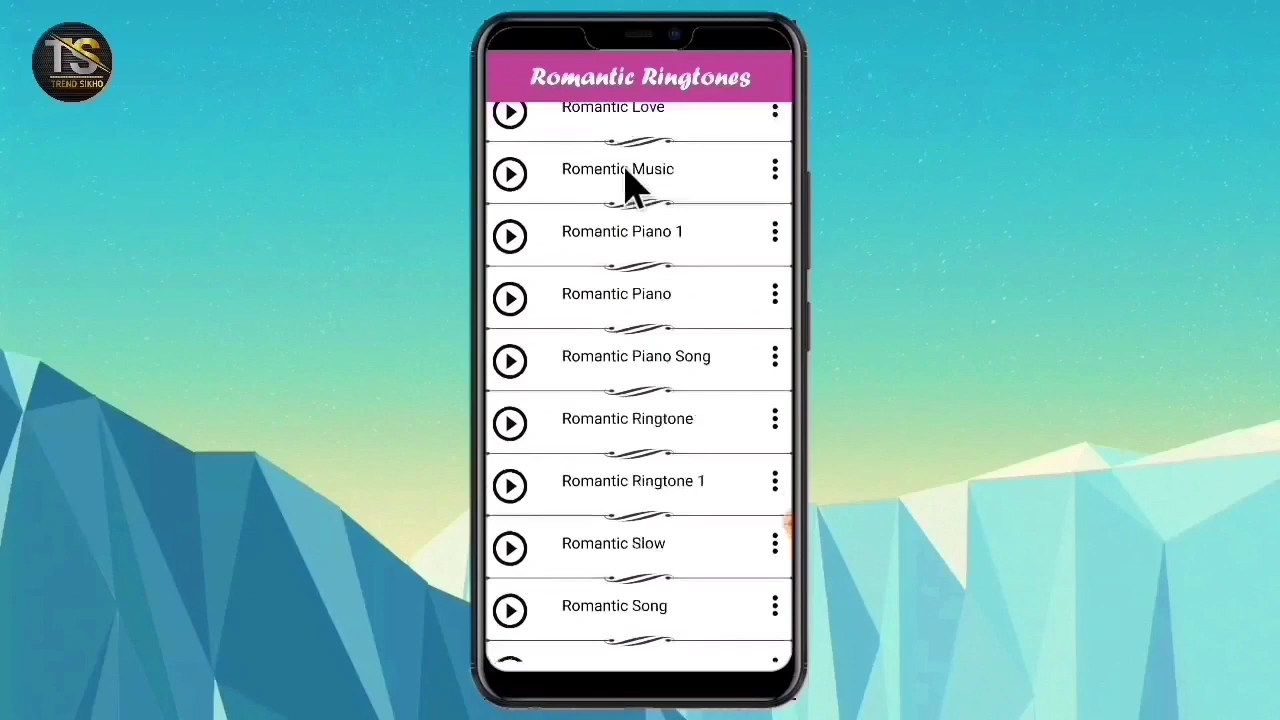 TS
TREND SIKHO
Romantic Ringtones
Romantic Love
Romentic Music
Romantic Piano 1
Romantic Piano
Romantic Piano Song
Romantic Ringtone
Romantic Ringtone 1
Romantic Slow
Romantic Song